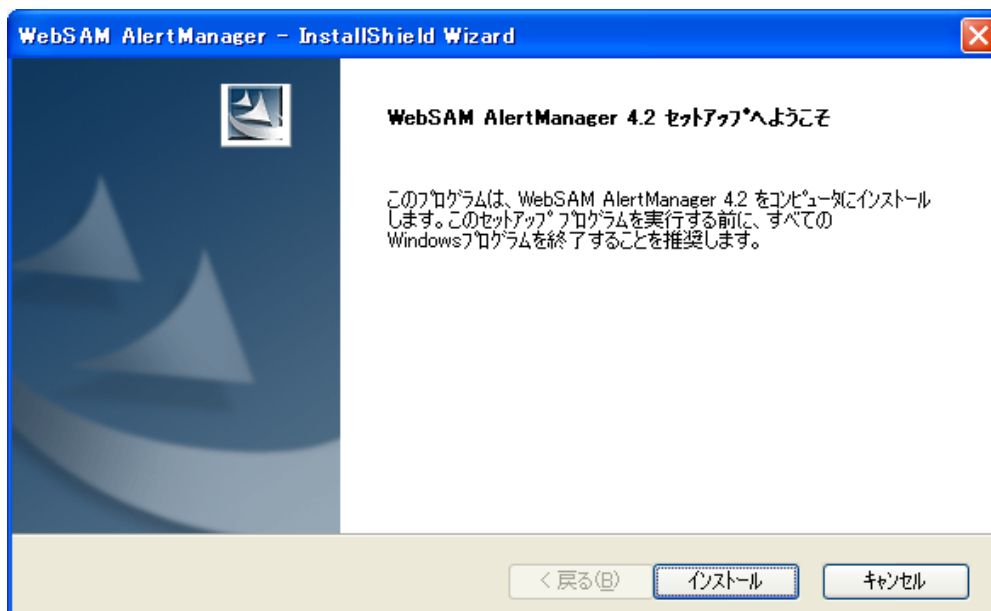 WebSAM AlertManager - InstallShield Wizard
WebSAM AlertManager 4.2 ｾｯﾄｱｯﾌﾟへようこそ
このﾌﾟﾛｸﾞﾗﾑは、WebSAM AlertManager 4.2 をｺﾝﾋﾟｭｰﾀにｲﾝｽﾄｰﾙ
します。このｾｯﾄｱｯﾌﾟ ﾌﾟﾛｸﾞﾗﾑを実行する前に、すべての
Windowsﾌﾟﾛｸﾞﾗﾑを終了することを推奨します。
< 戻る(B)
ｲﾝｽﾄｰﾙ
ｷｬﾝｾﾙ